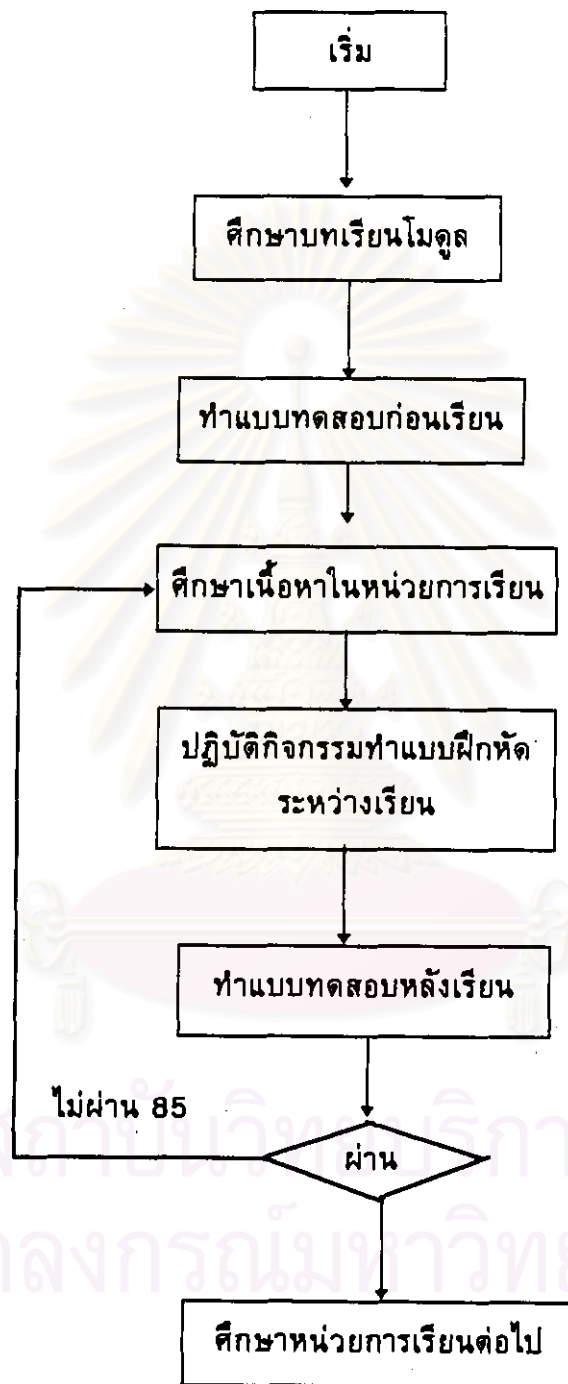 เริ่ม
ศึกษาบทเรียนโมดูล
ทำแบบทดสอบก่อนเรียน
ศึกษาเนื้อหาในหน่วยการเรียน
ปฏิบัติกิจกรรมทำแบบฝึกหัด
ระหว่างเรียน
ทำแบบทดสอบหลังเรียน
ไม่ผ่าน 85
ผ่าน
ศึกษาหน่วยการเรียนต่อไป